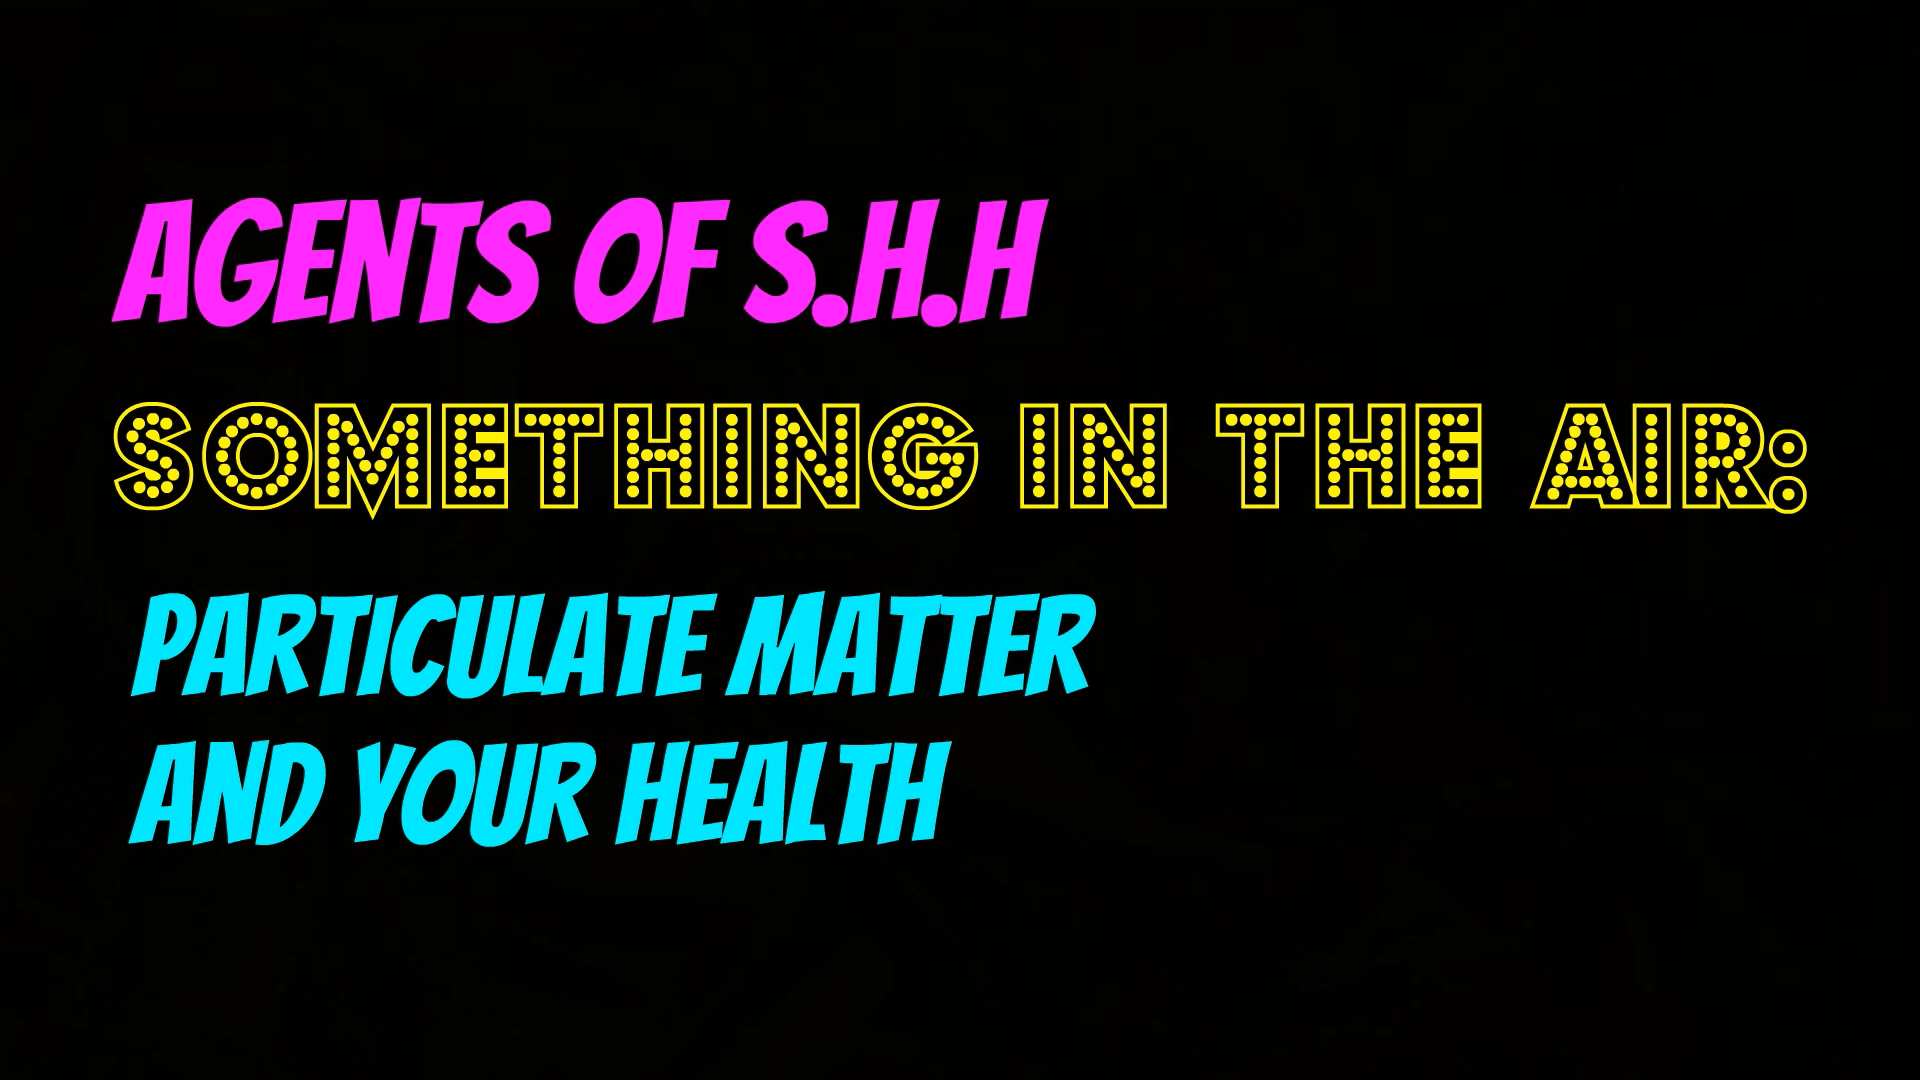 AGENTS OF S.H.H
SOMETHING IN THE AIR:
PARTICULATE MATTER
AND YOUR HEALTH